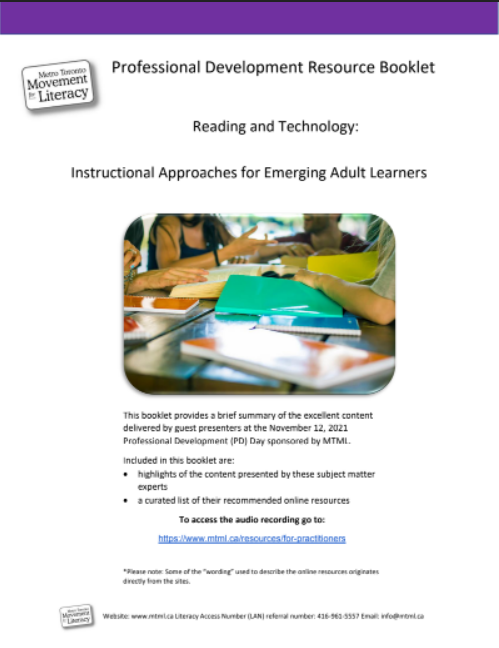 Metro Toronto
Movement
for Literacy
Professional Development Resource Booklet
Reading and Technology:
Instructional Approaches for Emerging Adult Learners
This booklet provides a brief summary of the excellent content
delivered by guest presenters at the November 12, 2021
Professional Development (PD) Day sponsored by MTML.
Included in this booklet are:
• highlights of the content presented by these subject matter
experts
• a curated list of their recommended online resources
To access the audio recording go to:
https://www.mtml.ca/resources/for-practitioners
*Please note: Some of the "wording" used to describe the online resources originates
directly from the sites.
Metro Toronto
Movement
for Literacy
Website: www.mtml.ca Literacy Access Number (LAN) referral number: 416-961-5557 Email: info@mtml.ca